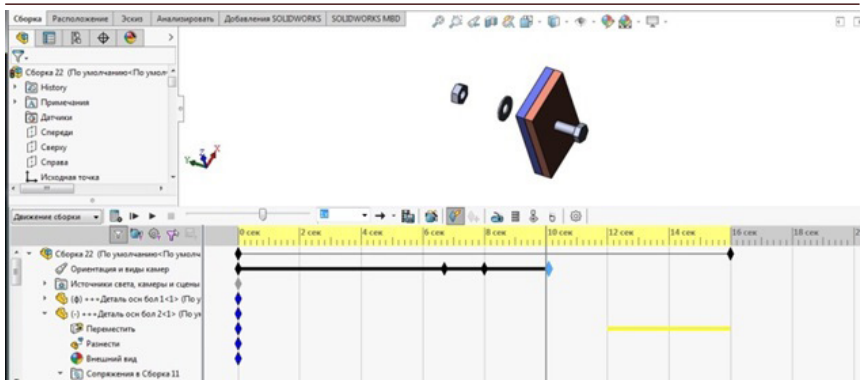 Сборка Расположение Эскиз Анализировать Добавления SOLIDWORKS SOLIDWORKS MBD
Сборка 22 (По умолчанию<По умолч
History
Примечания
Датчики
Спереди
Сверху
Справа
Исходная точка
Движение сборки
0 сек 2 сек 4 сек 6 сек 8 сек 10 сек 12 сек 14 сек 16 сек 18 сек
Сборка 22 (По умолчанию<По умолч
Ориентация и виды камер
Источники света, камеры и сцены
(ф) +++Деталь осн бол 1<1> (По у
(-) +++Деталь осн бол 2<1> (По ум
Переместить
Разнести
Внешний вид
Сопряжения в Сборка 11